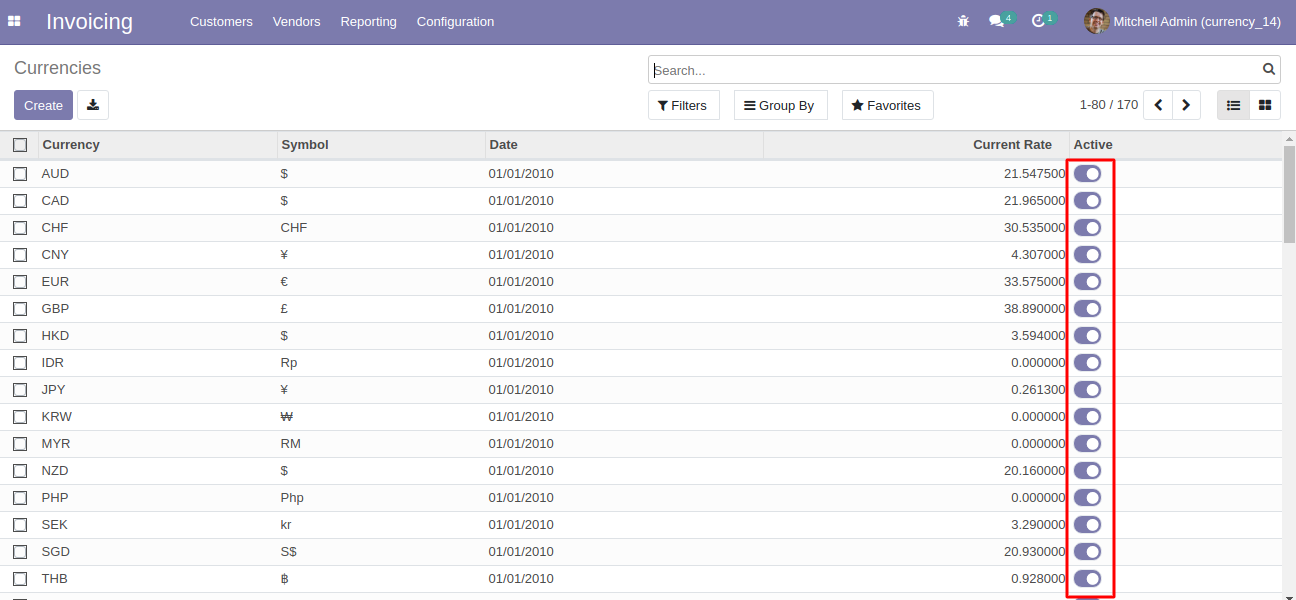 Invoicing Customers Vendors Reporting Configuration 4 1 Mitchell Admin (currency_14)
Currencies Search...
Create Filters Group By Favorites 1-80 / 170
Currency Symbol Date Current Rate Active
AUD $ 01/01/2010 21.547500
CAD $ 01/01/2010 21.965000
CHF CHF 01/01/2010 30.535000
CNY ¥ 01/01/2010 4.307000
EUR € 01/01/2010 33.575000
GBP £ 01/01/2010 38.890000
HKD $ 01/01/2010 3.594000
IDR Rp 01/01/2010 0.000000
JPY ¥ 01/01/2010 0.261300
KRW ₩ 01/01/2010 0.000000
MYR RM 01/01/2010 0.000000
NZD $ 01/01/2010 20.160000
PHP Php 01/01/2010 0.000000
SEK kr 01/01/2010 3.290000
SGD S$ 01/01/2010 20.930000
THB ฿ 01/01/2010 0.928000